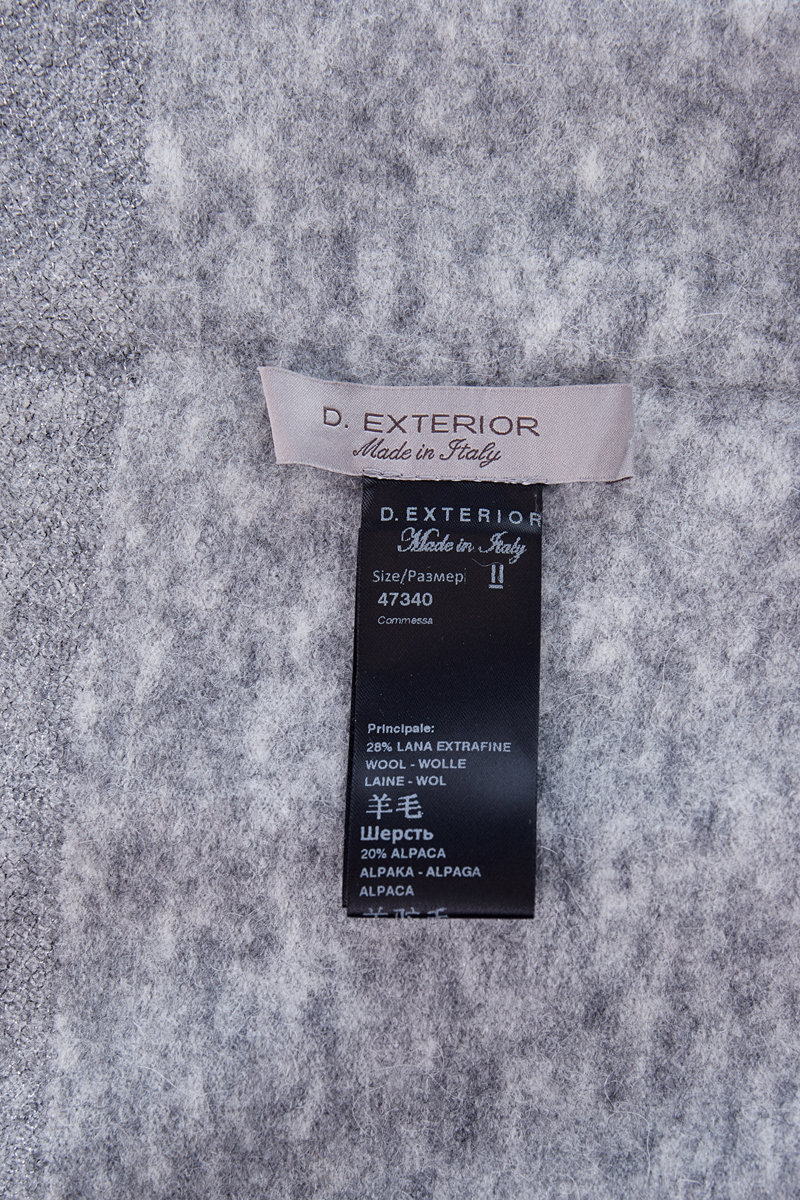 D. EXTERIOR
Made in Italy
D. EXTERIOR
Made in Italy
Size/Размер II
47340
Commessa
Principale:
28% LANA EXTRAFINE
WOOL - WOLLE
LAINE - WOL
羊毛
Шерсть
20% ALPACA
ALPAKA - ALPAGA
ALPACA